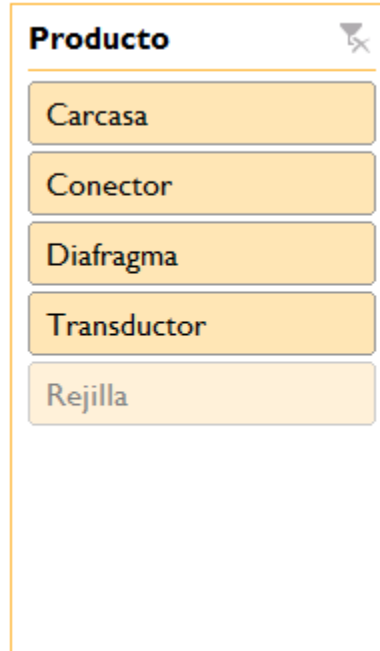 Producto
Carcasa
Conector
Diafragma
Transductor
Rejilla